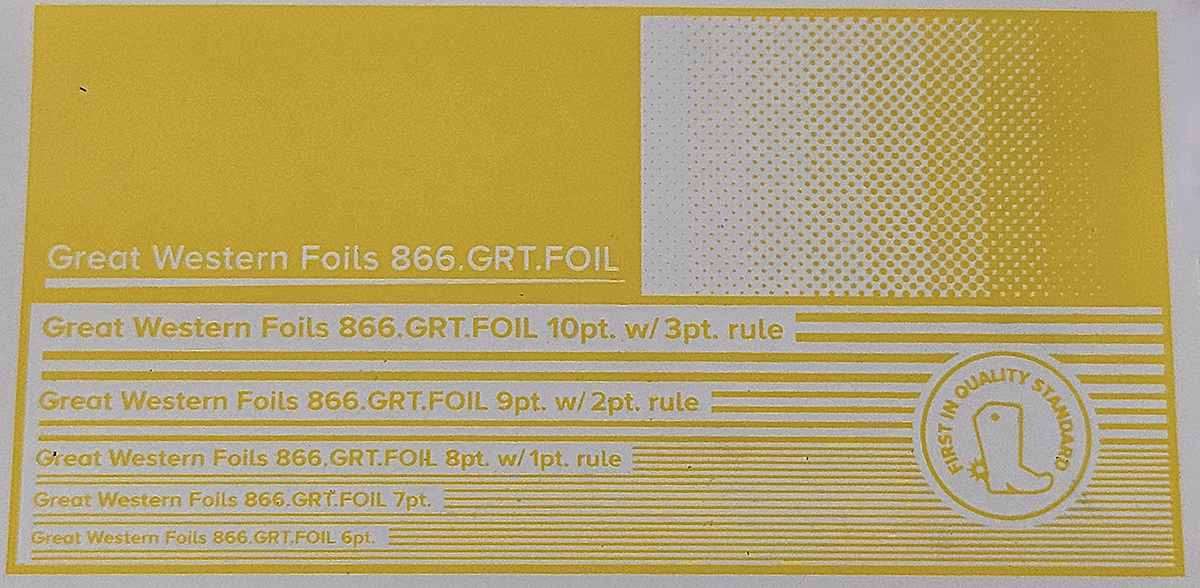 Great Western Foils 866.GRT.FOIL
Great Western Foils 866.GRT.FOIL 10pt. w/ 3pt. rule
Great Western Foils 866.GRT.FOIL 9pt. w/ 2pt. rule
Great Western Foils 866.GRT.FOIL 8pt. w/ 1pt. rule
Great Western Foils 866.GRT.FOIL 7pt.
Great Western Foils 866.GRT.FOIL 6pt.
FIRST IN QUALITY STANDARD